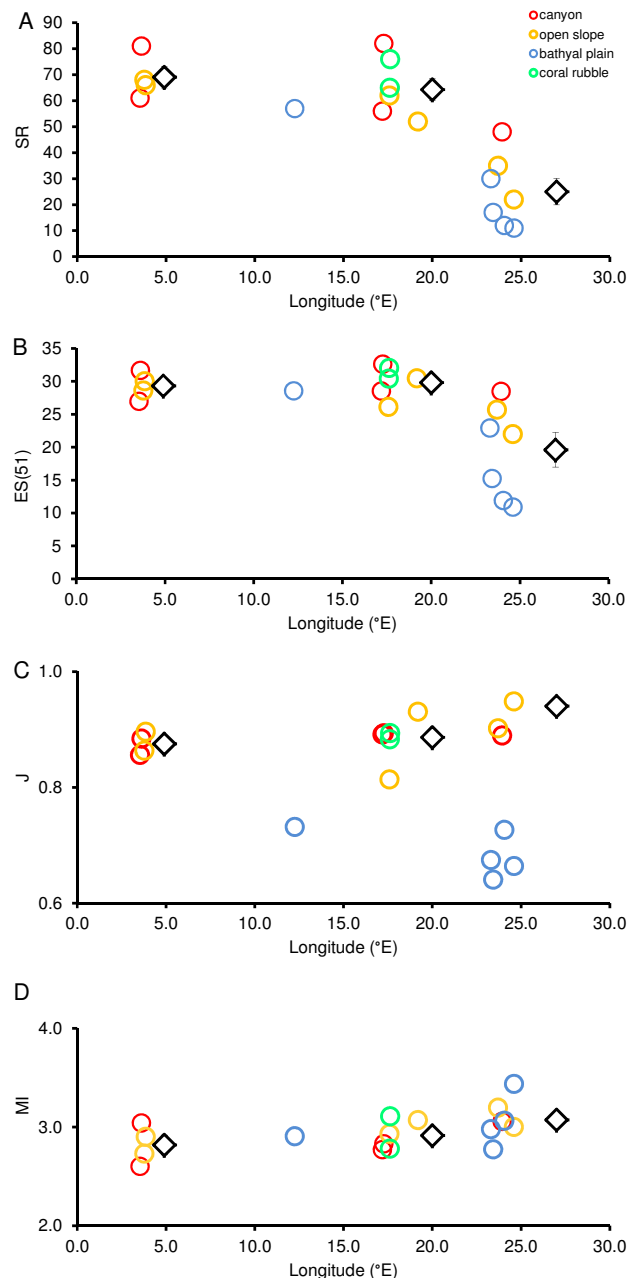 A
canyon
open slope
bathyal plain
coral rubble
90
80
70
60
50
40
30
20
10
0
SR
0.0 5.0 10.0 15.0 20.0 25.0 30.0
Longitude (°E)
B
35
30
25
20
15
10
5
0
ES(51)
0.0 5.0 10.0 15.0 20.0 25.0 30.0
Longitude (°E)
C
1.0
0.8
0.6
J
0.0 5.0 10.0 15.0 20.0 25.0 30.0
Longitude (°E)
D
4.0
3.0
2.0
MI
0.0 5.0 10.0 15.0 20.0 25.0 30.0
Longitude (°E)